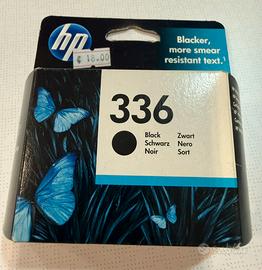 hp
€ 18.00
Blacker,
more smear
resistant text.¹
336
Black Zwart
Schwarz Nero
Noir Sort